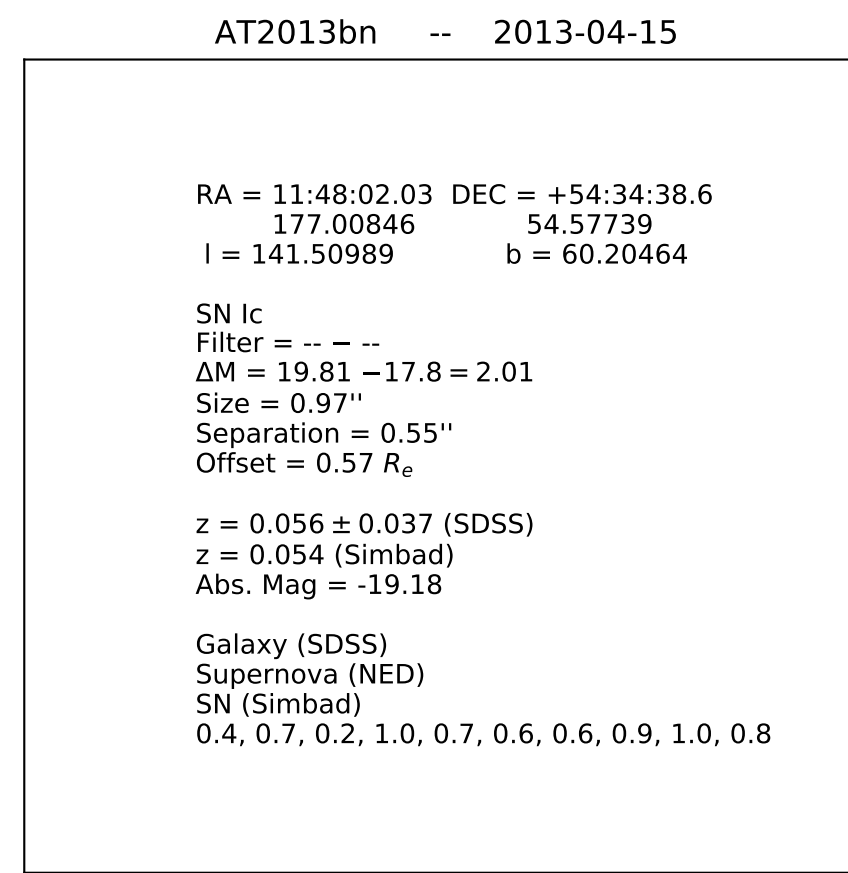 AT2013bn -- 2013-04-15
RA = 11:48:02.03 DEC = +54:34:38.6
177.00846 54.57739
l = 141.50989 b = 60.20464
SN Ic
Filter = -- − --
ΔM = 19.81 −17.8 = 2.01
Size = 0.97''
Separation = 0.55''
Offset = 0.57 Rₑ
z = 0.056 ± 0.037 (SDSS)
z = 0.054 (Simbad)
Abs. Mag = -19.18
Galaxy (SDSS)
Supernova (NED)
SN (Simbad)
0.4, 0.7, 0.2, 1.0, 0.7, 0.6, 0.6, 0.9, 1.0, 0.8